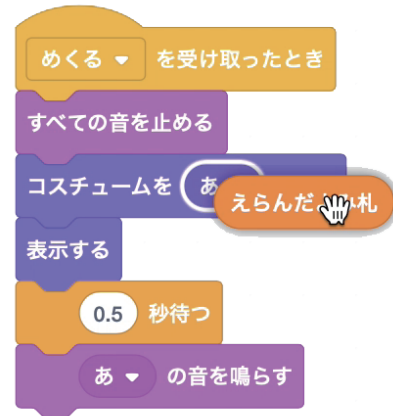 めくる を受け取ったとき
すべての音を止める
コスチュームを あ
えらんだ み札
表示する
0.5 秒待つ
あ の音を鳴らす